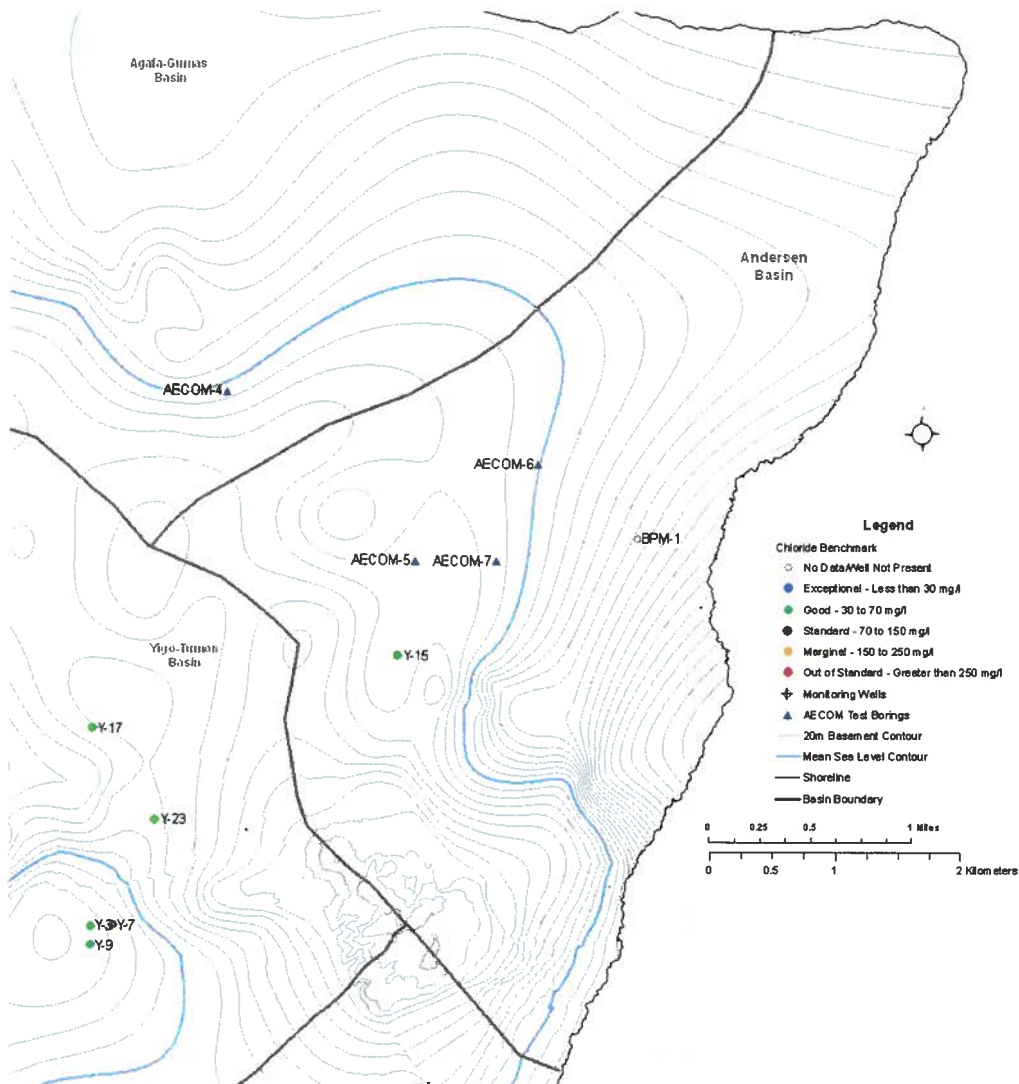 Agafa-Gumas
Basin
Andersen
Basin
AECOM-4
AECOM-6
BPM-1
AECOM-5
AECOM-7
Yigo-Tumon
Basin
Y-15
Y-17
Y-23
Y-3
Y-7
Y-9
Legend
Chloride Benchmark
No Data/Well Not Present
Exceptional - Less than 30 mg/l
Good - 30 to 70 mg/l
Standard - 70 to 150 mg/l
Marginal - 150 to 250 mg/l
Out of Standard - Greater than 250 mg/l
Monitoring Wells
AECOM Test Borings
20m Basement Contour
Mean Sea Level Contour
Shoreline
Basin Boundary
0 0.25 0.5 1 Miles
0 0.5 1 2 Kilometers